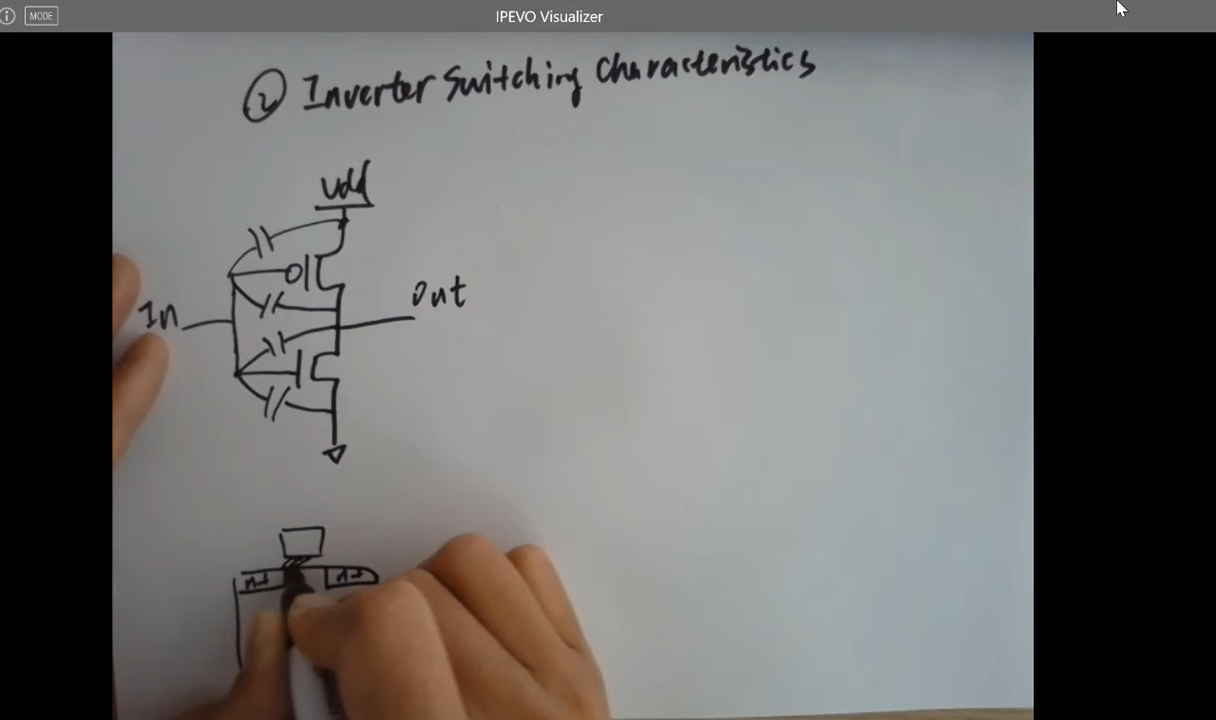 MODE
IPEVO Visualizer
② Inverter Switching Characteristics
Vdd
Out
In
n+ n+